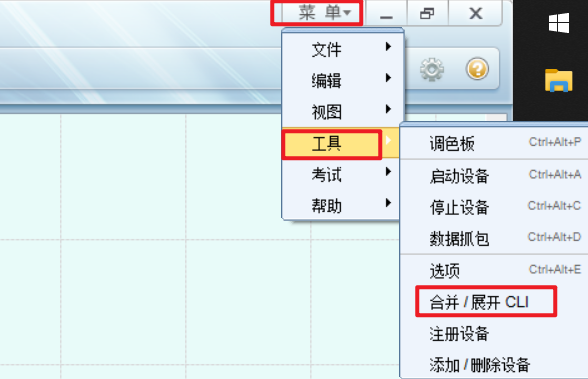 菜 单
文件
编辑
视图
工具
考试
帮助
调色板 Ctrl+Alt+P
启动设备 Ctrl+Alt+A
停止设备 Ctrl+Alt+C
数据抓包 Ctrl+Alt+D
选项 Ctrl+Alt+E
合并 / 展开 CLI
注册设备
添加 / 删除设备